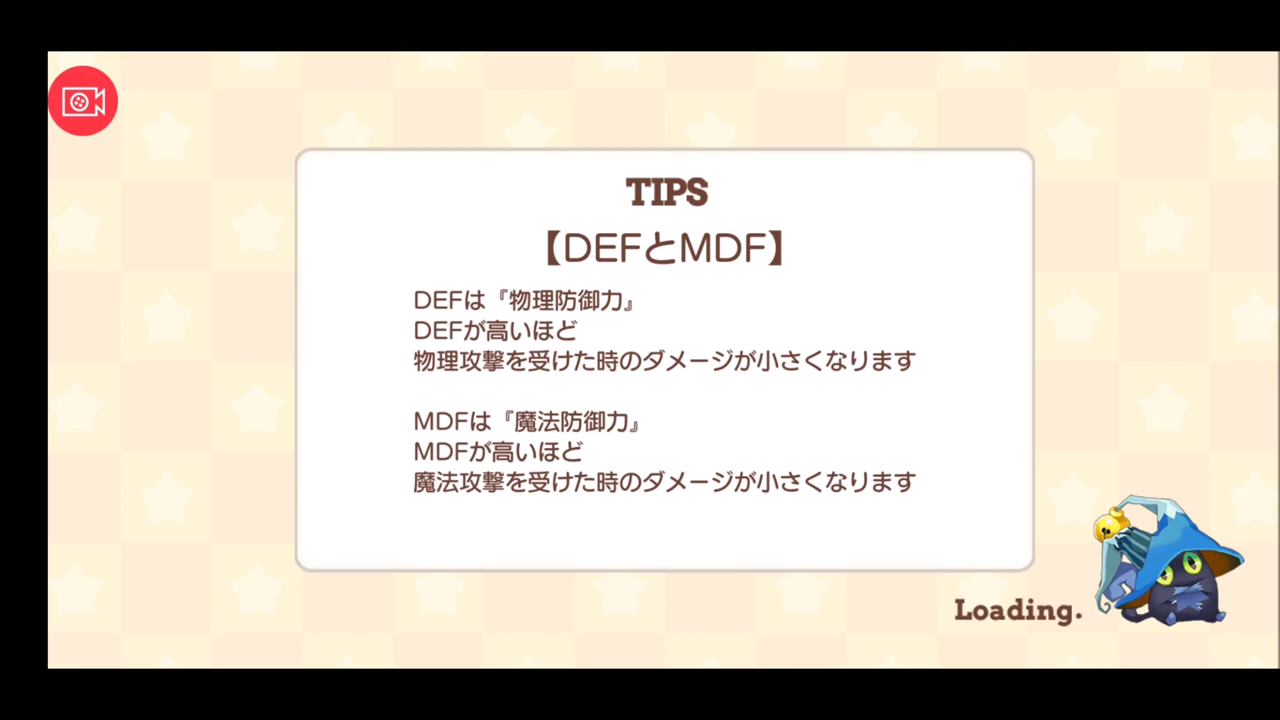 TIPS
【DEFとMDF】
DEFは『物理防御力』
DEFが高いほど
物理攻撃を受けた時のダメージが小さくなります
MDFは『魔法防御力』
MDFが高いほど
魔法攻撃を受けた時のダメージが小さくなります
Loading.